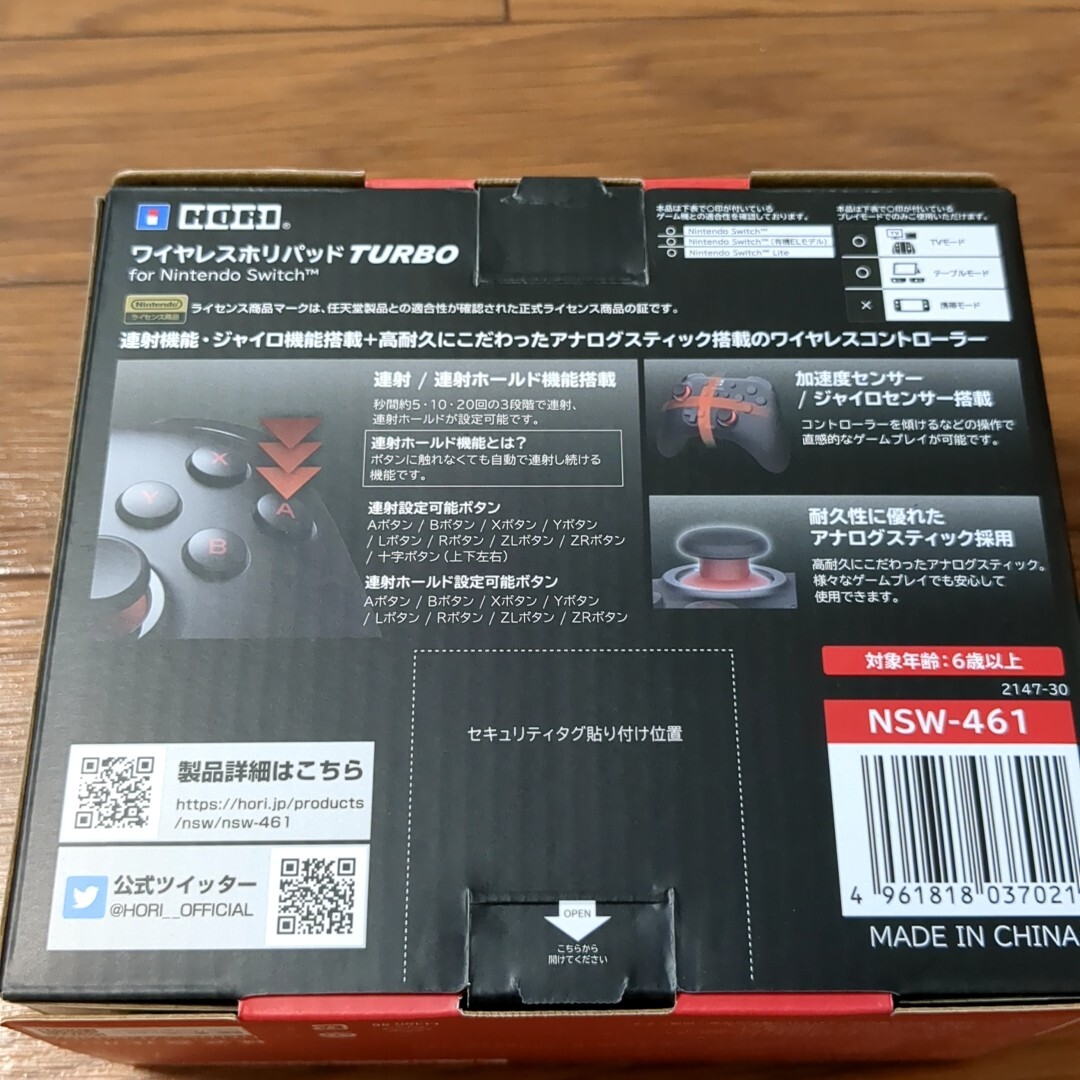 HORI®
ワイヤレスホリパッド TURBO
for Nintendo Switch™
Nintendo
ライセンス商品
ライセンス商品マークは、任天堂製品との適合性が確認された正式ライセンス商品の証です。
本品は下表で○印が付いている
ゲーム機との適合性を確認しております。
○ Nintendo Switch™
○ Nintendo Switch™ (有機ELモデル)
○ Nintendo Switch™ Lite
本品は下表で○印が付いている
プレイモードでのみご使用いただけます。
○ TVモード
○ テーブルモード
× 携帯モード
連射機能・ジャイロ機能搭載+高耐久にこだわったアナログスティック搭載のワイヤレスコントローラー
X
Y
A
B
連射 / 連射ホールド機能搭載
秒間約5・10・20回の3段階で連射、
連射ホールドが設定可能です。
連射ホールド機能とは?
ボタンに触れなくても自動で連射し続ける
機能です。
連射設定可能ボタン
Aボタン / Bボタン / Xボタン / Yボタン
/ Lボタン / Rボタン / ZLボタン / ZRボタン
/ 十字ボタン(上下左右)
連射ホールド設定可能ボタン
Aボタン / Bボタン / Xボタン / Yボタン
/ Lボタン / Rボタン / ZLボタン / ZRボタン
加速度センサー
/ ジャイロセンサー搭載
コントローラーを傾けるなどの操作で
直感的なゲームプレイが可能です。
耐久性に優れた
アナログスティック採用
高耐久にこだわったアナログスティック。
様々なゲームプレイでも安心して
使用できます。
対象年齢:6歳以上
2147-30
NSW-461
4 961818 037021
MADE IN CHINA
セキュリティタグ貼り付け位置
製品詳細はこちら
https://hori.jp/products
/nsw/nsw-461
公式ツイッター
@HORI__OFFICIAL
OPEN
こちらから
開けてください